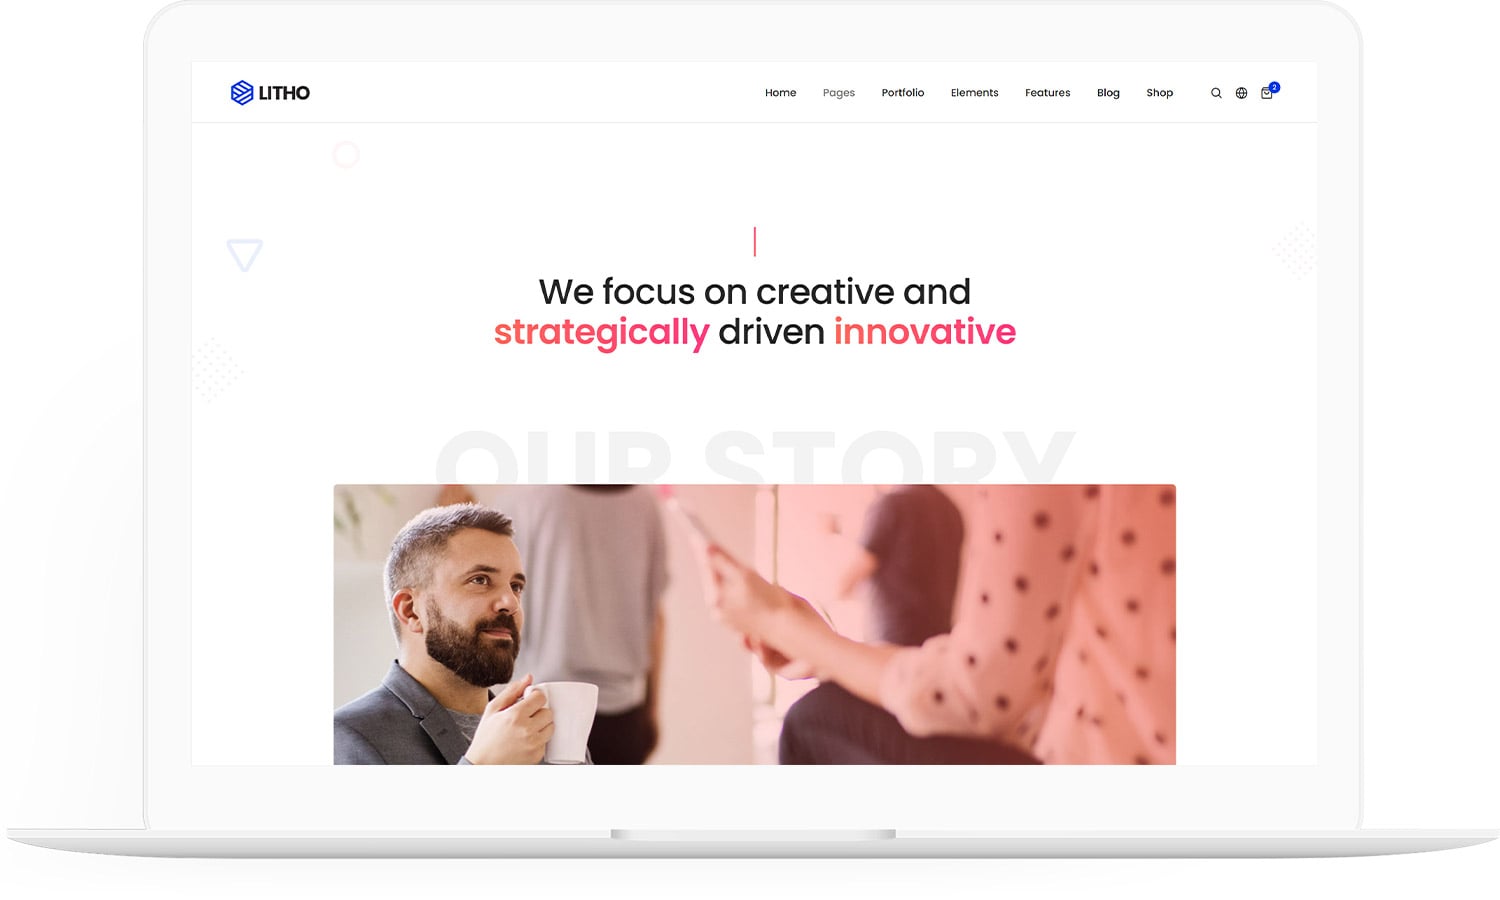 LITHO
Home Pages Portfolio Elements Features Blog Shop
2
We focus on creative and
strategically driven innovative
OUR STORY